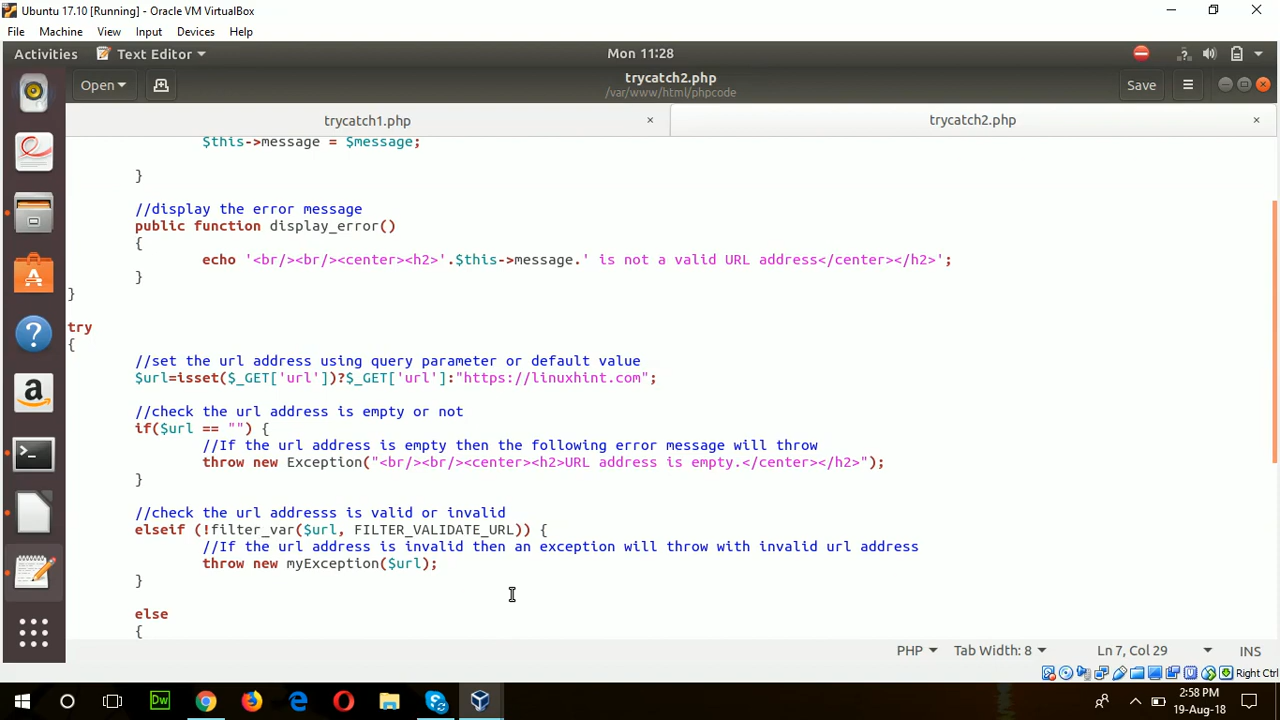 Ubuntu 17.10 [Running] - Oracle VM VirtualBox
File Machine View Input Devices Help
Activities Text Editor Mon 11:28
Open trycatch2.php Save
/var/www/html/phpcode
trycatch1.php × trycatch2.php ×
$this->message = $message;
}
//display the error message
public function display_error()
{
echo '<br/><br/><center><h2>'.$this->message.' is not a valid URL address</center></h2>';
}
}
try
{
//set the url address using query parameter or default value
$url=isset($_GET['url'])?$_GET['url']:"https://linuxhint.com";
//check the url address is empty or not
if($url == "") {
//If the url address is empty then the following error message will throw
throw new Exception("<br/><br/><center><h2>URL address is empty.</center></h2>");
}
//check the url addresss is valid or invalid
elseif (!filter_var($url, FILTER_VALIDATE_URL)) {
//If the url address is invalid then an exception will throw with invalid url address
throw new myException($url);
}
else
{
PHP Tab Width: 8 Ln 7, Col 29 INS
Right Ctrl
Dw
2:58 PM
19-Aug-18